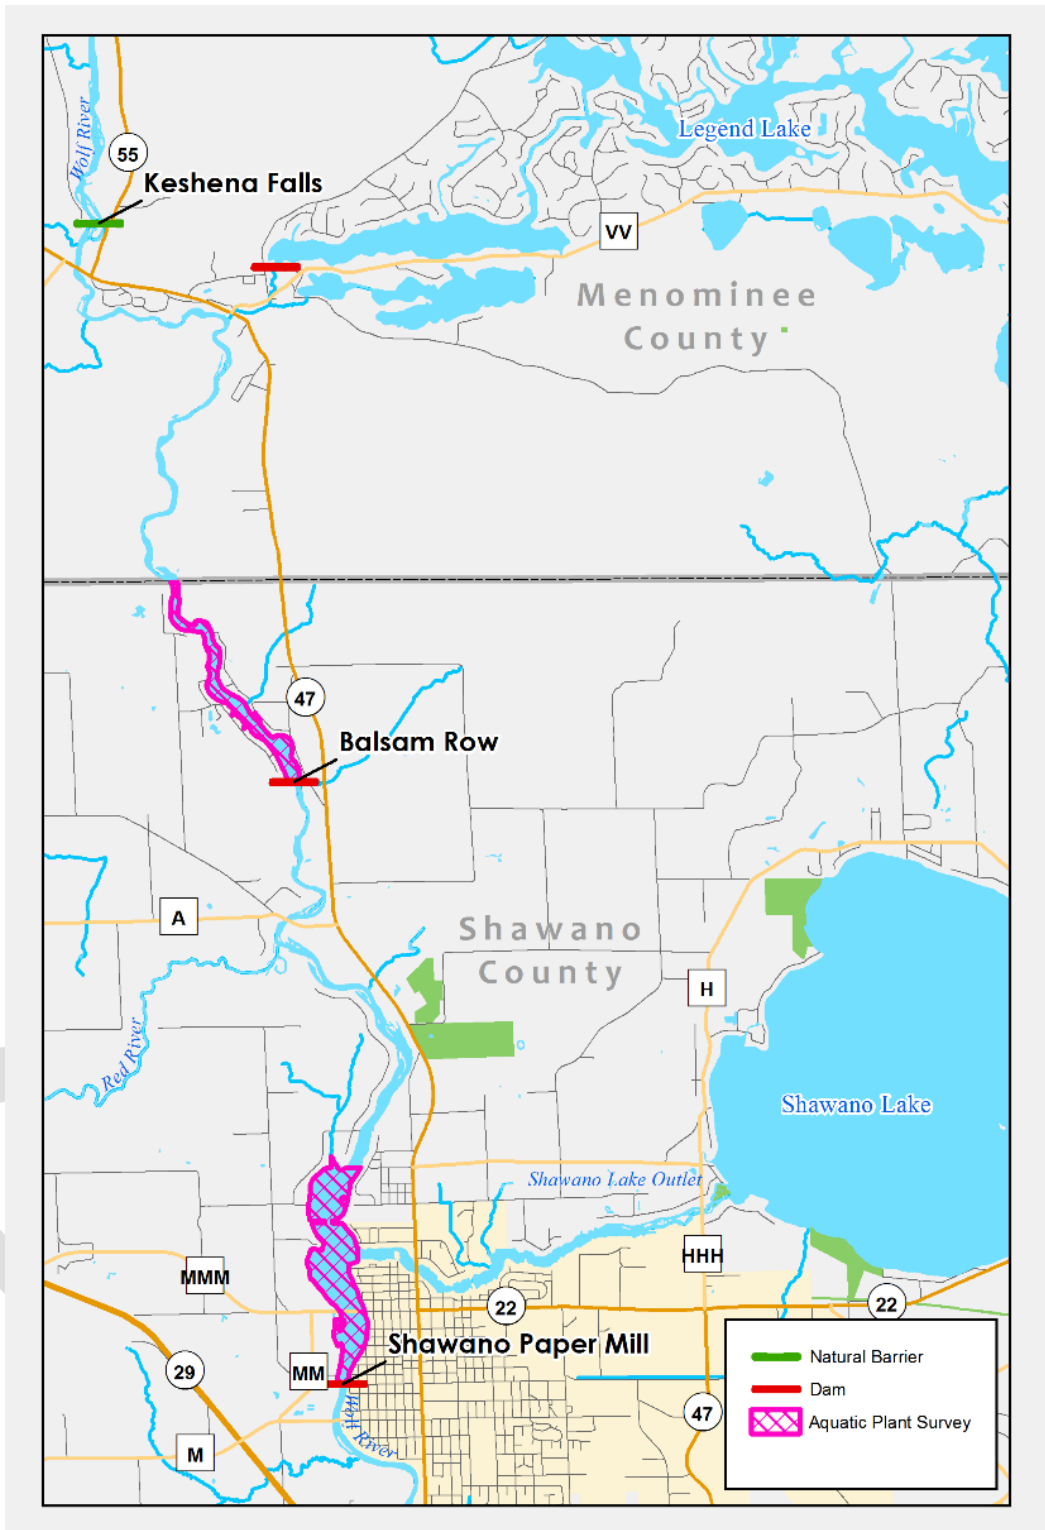 Legend Lake
Wolf River
55
Keshena Falls
VV
Menominee
County
47
Balsam Row
A
Shawano
County
H
Red River
Shawano Lake
Shawano Lake Outlet
HHH
MMM
22
22
Shawano Paper Mill
29
MM
Wolf River
47
M
Natural Barrier
Dam
Aquatic Plant Survey